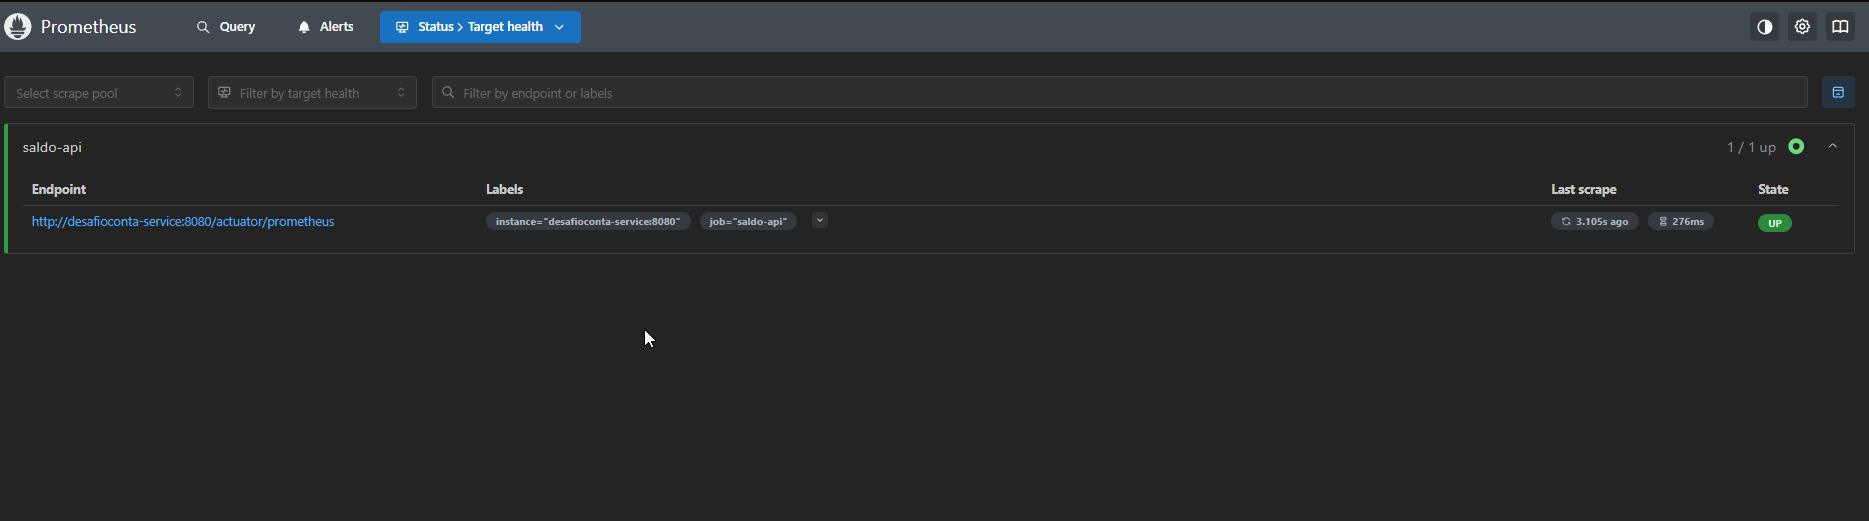 Prometheus Query Alerts Status > Target health
Select scrape pool Filter by target health Filter by endpoint or labels
saldo-api 1 / 1 up
Endpoint Labels Last scrape State
http://desafioconta-service:8080/actuator/prometheus instance="desafioconta-service:8080" job="saldo-api" 3.105s ago 276ms UP